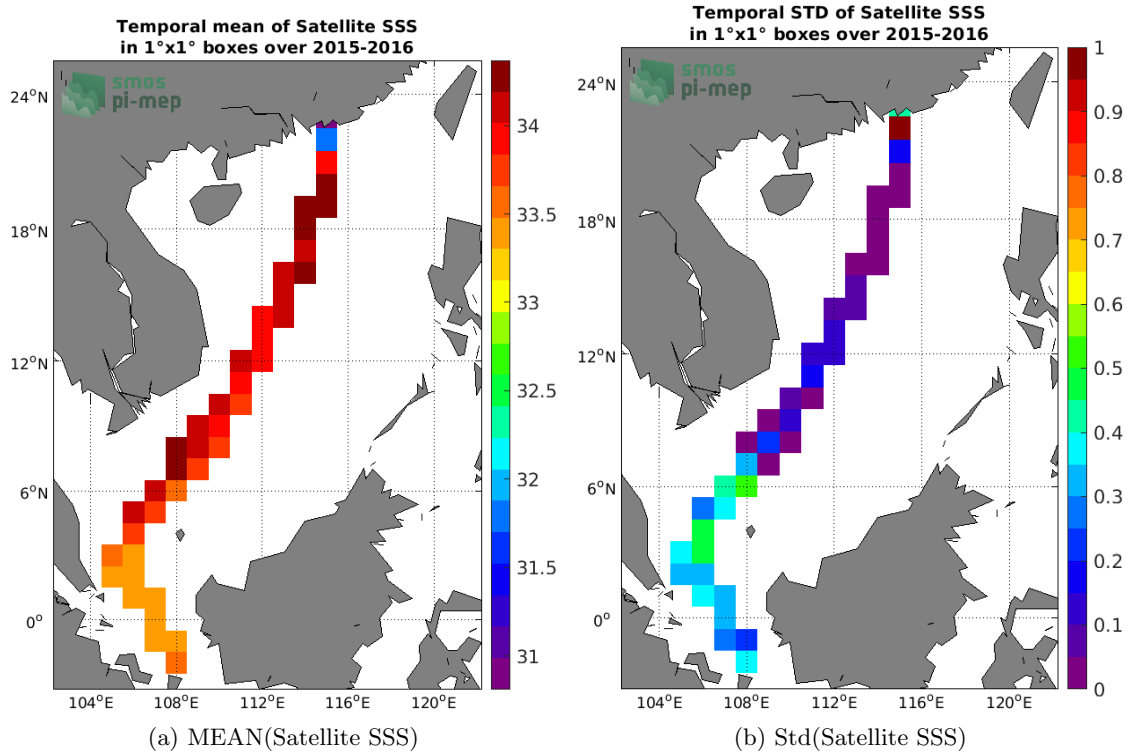 Temporal mean of Satellite SSS
in 1°x1° boxes over 2015-2016
smos
pi-mep
24°N
18°N
12°N
6°N
0°
104°E
108°E
112°E
116°E
120°E
34
33.5
33
32.5
32
31.5
31
(a) MEAN(Satellite SSS)
Temporal STD of Satellite SSS
in 1°x1° boxes over 2015-2016
smos
pi-mep
24°N
18°N
12°N
6°N
0°
104°E
108°E
112°E
116°E
120°E
1
0.9
0.8
0.7
0.6
0.5
0.4
0.3
0.2
0.1
0
(b) Std(Satellite SSS)